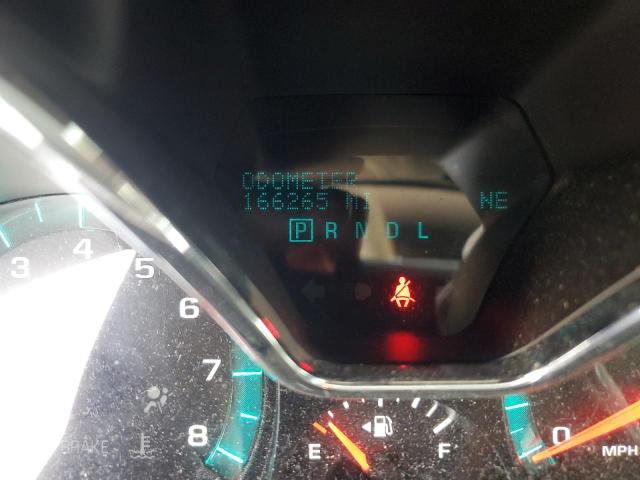 ODOMETER
166265 MI NE
P R N D L
3 4 5
6
7
8
BRAKE
E F
0
MPH